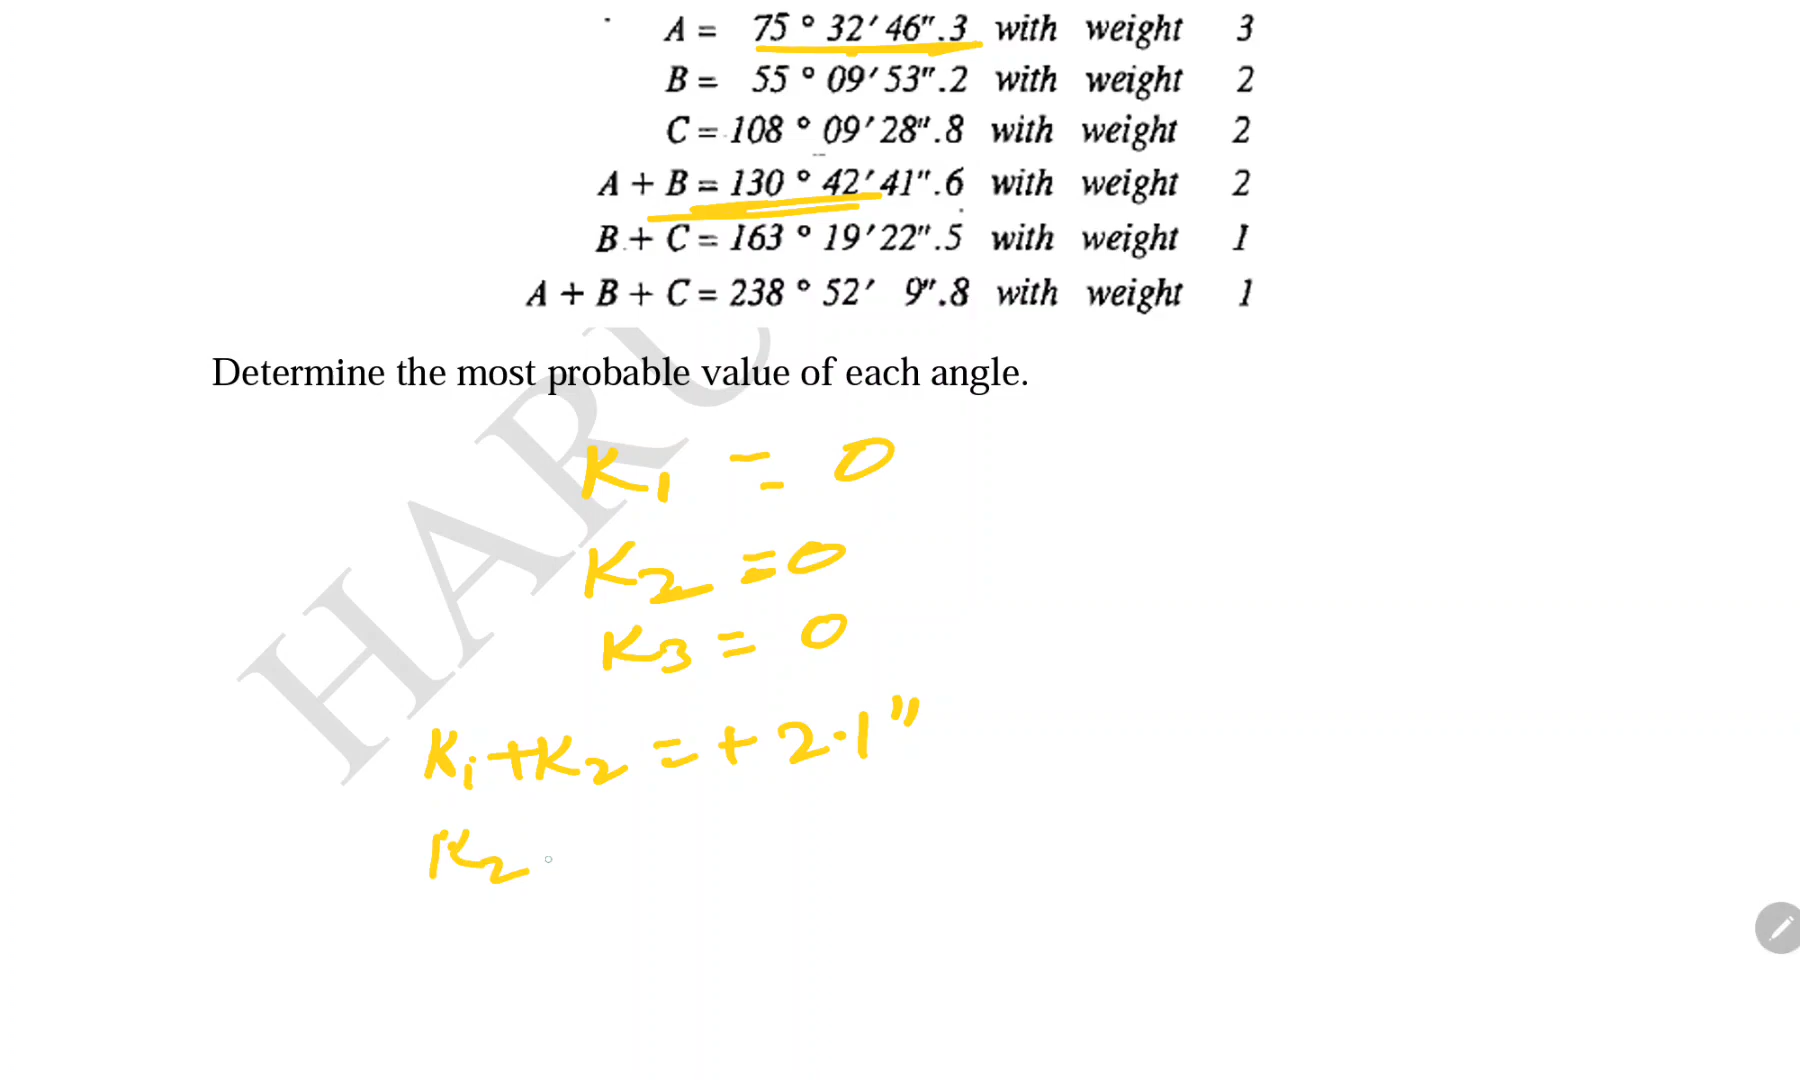 A = 75 ° 32′ 46″.3 with weight 3
B = 55 ° 09′ 53″.2 with weight 2
C = 108 ° 09′ 28″.8 with weight 2
A + B = 130 ° 42′ 41″.6 with weight 2
B + C = 163 ° 19′ 22″.5 with weight 1
A + B + C = 238 ° 52′ 9″.8 with weight 1
Determine the most probable value of each angle.
K1 = 0
K2 = 0
K3 = 0
K1 + K2 = + 2.1″
K2